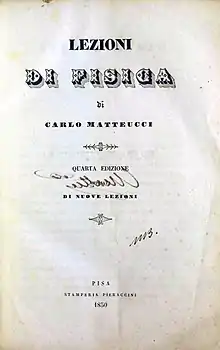 LEZIONI
DI FISICA
di
CARLO MATTEUCCI
QUARTA EDIZIONE
DI NUOVE LEZIONI
PISA
STAMPERIA PIERACCINI
1850